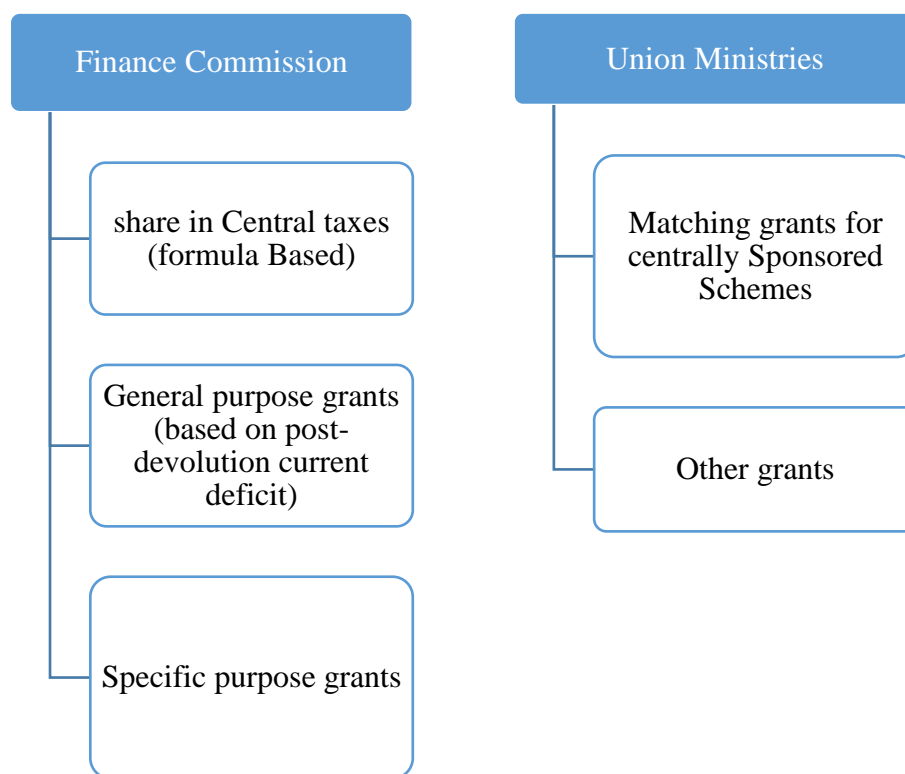 Finance Commission
share in Central taxes
(formula Based)
General purpose grants
(based on post-
devolution current
deficit)
Specific purpose grants
Union Ministries
Matching grants for
centrally Sponsored
Schemes
Other grants